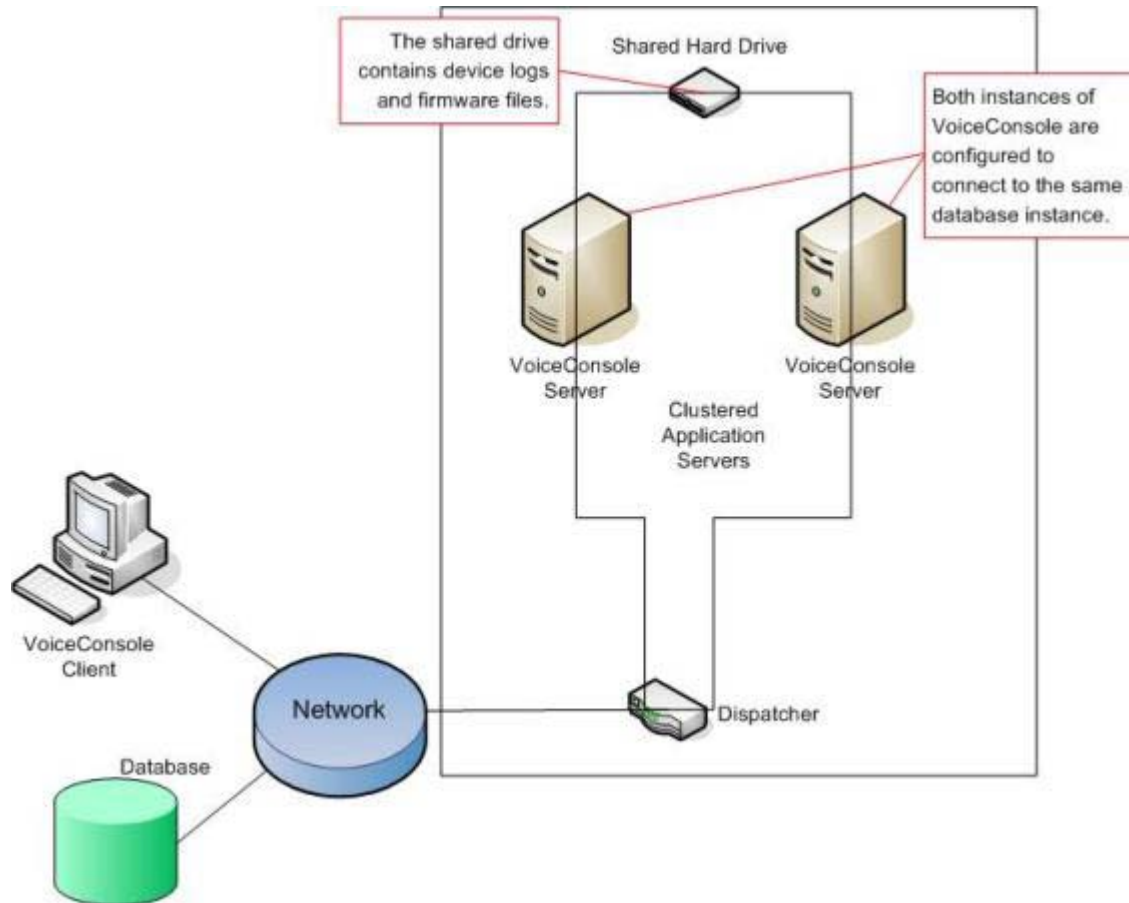 The shared drive
contains device logs
and firmware files.
Shared Hard Drive
Both instances of
VoiceConsole are
configured to
connect to the same
database instance.
VoiceConsole
Server
VoiceConsole
Server
Clustered
Application
Servers
VoiceConsole
Client
Network
Dispatcher
Database